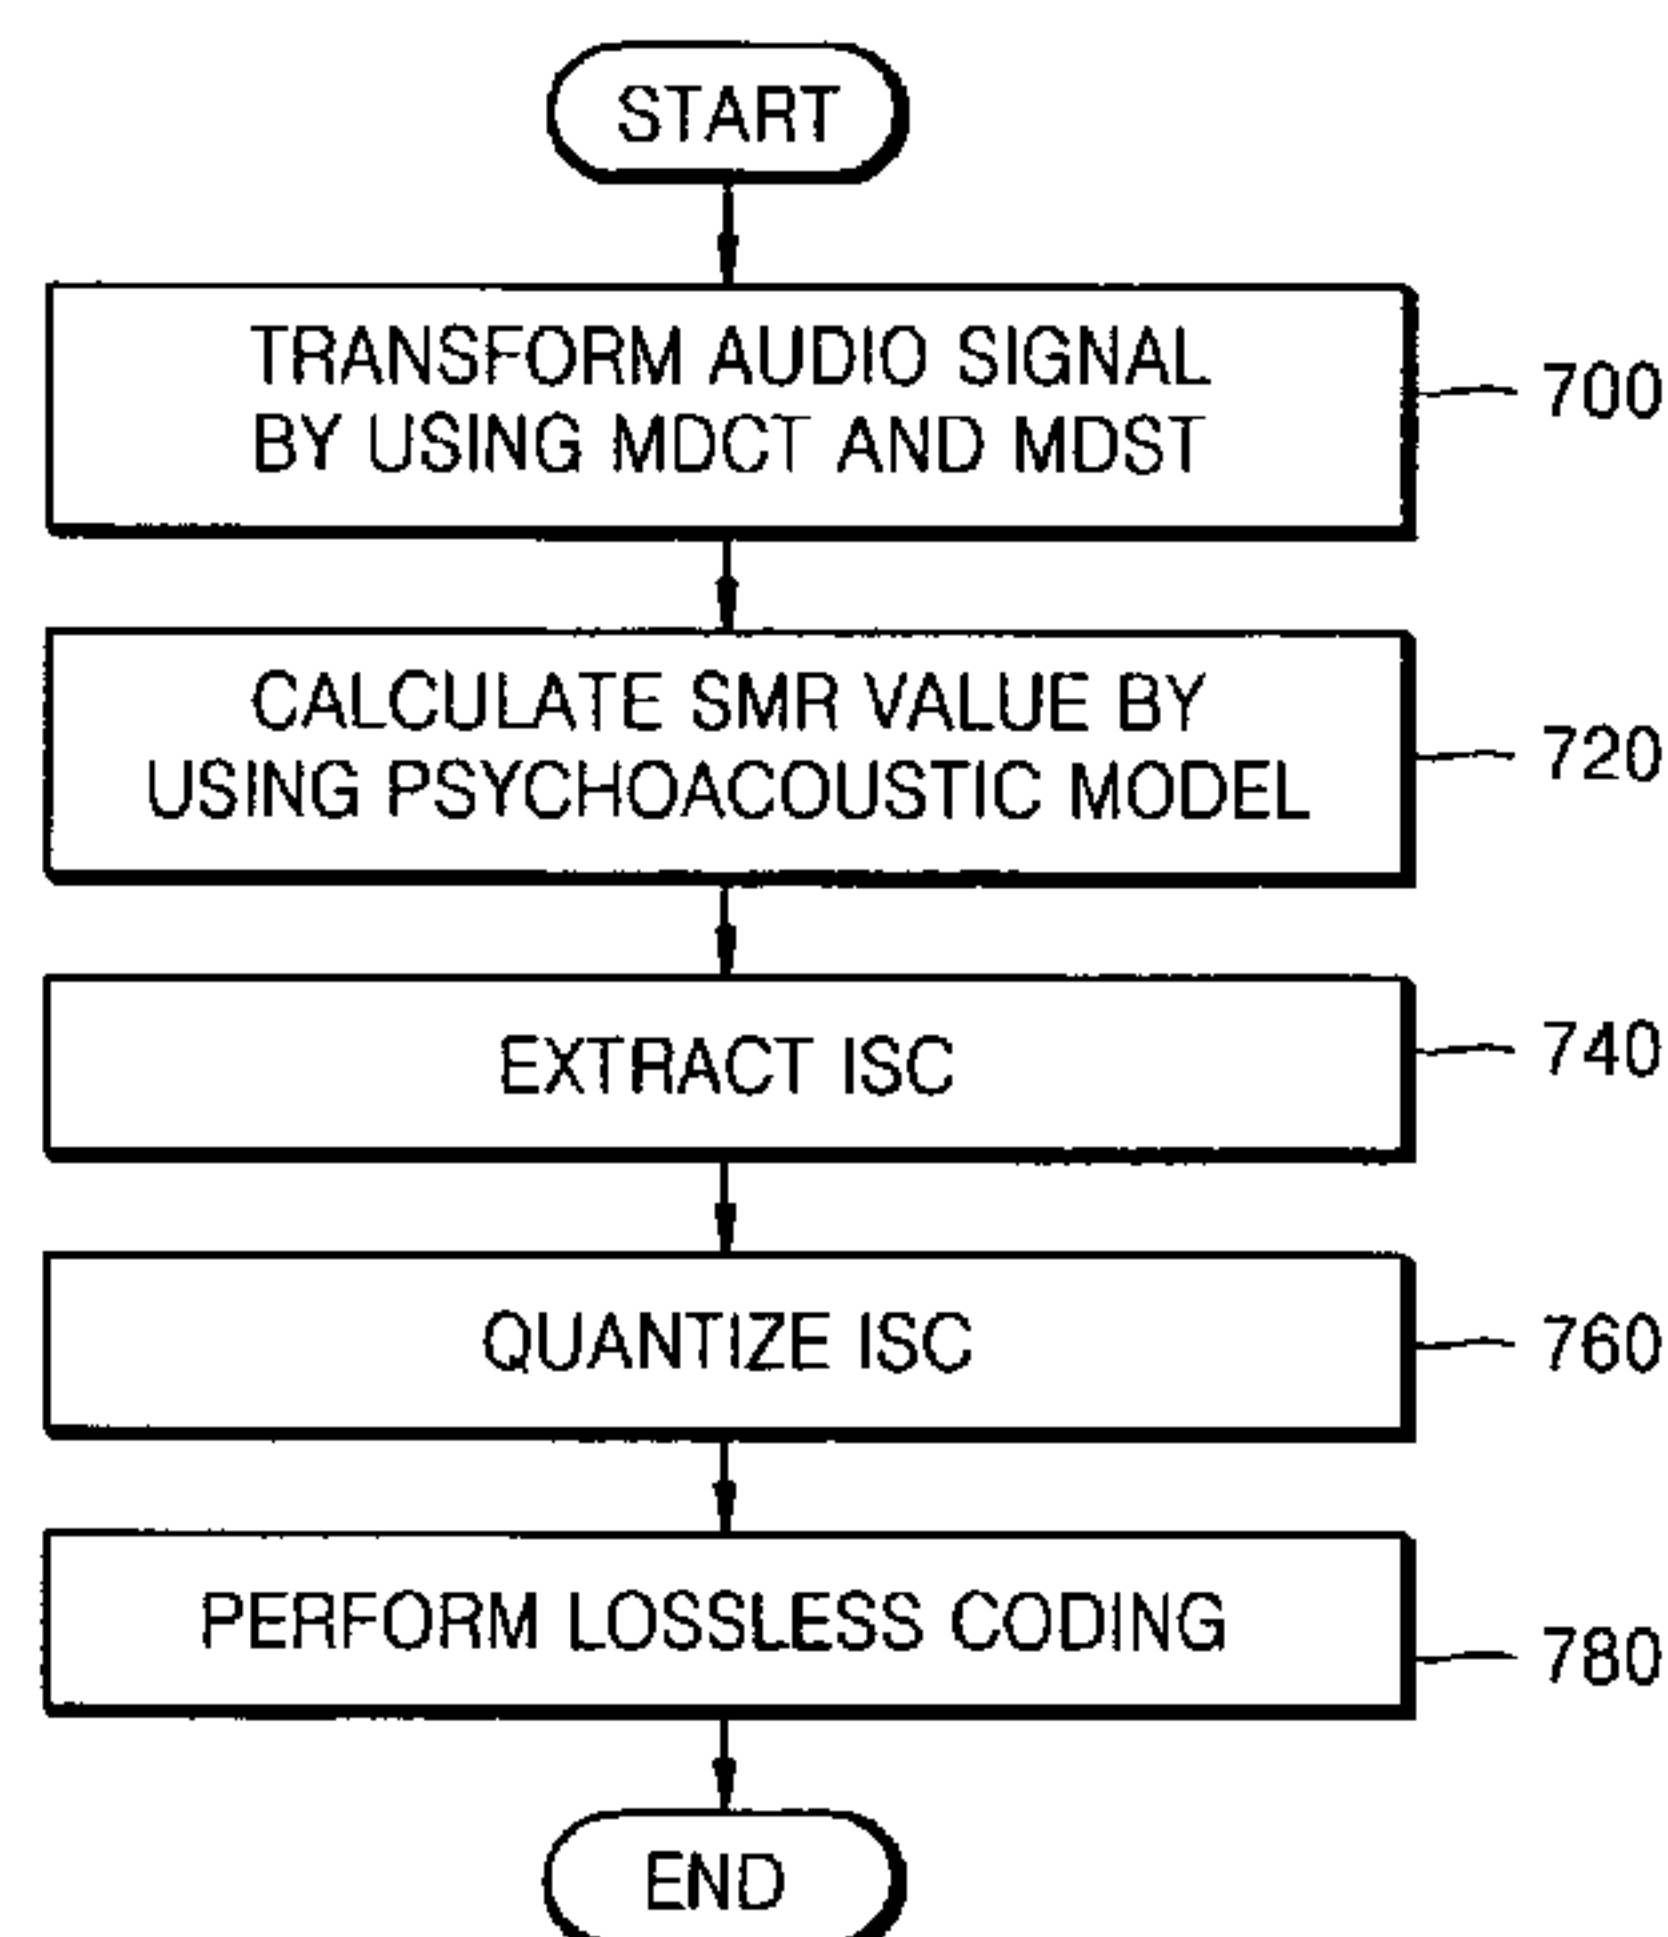 START
TRANSFORM AUDIO SIGNAL
BY USING MDCT AND MDST
700
CALCULATE SMR VALUE BY
USING PSYCHOACOUSTIC MODEL
720
EXTRACT ISC
740
QUANTIZE ISC
760
PERFORM LOSSLESS CODING
780
END